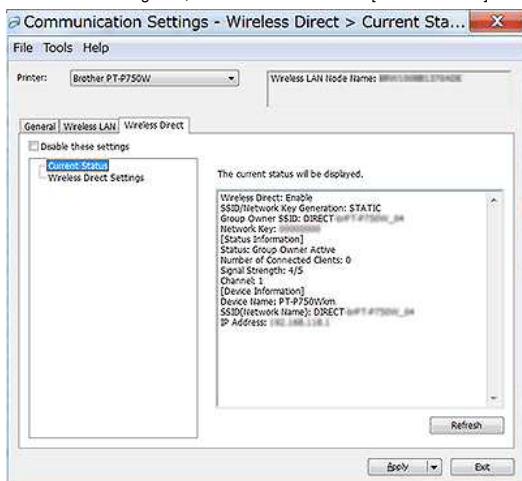 Communication Settings - Wireless Direct > Current Sta...
File Tools Help
Printer: Brother PT-P750W Wireless LAN Node Name:
General Wireless LAN Wireless Direct
Disable these settings
Current Status
Wireless Direct Settings
The current status will be displayed.
Wireless Direct: Enable
SSID/Network Key Generation: STATIC
Group Owner SSID: DIRECT
Network Key:
[Status Information]
Status: Group Owner Active
Number of Connected Clients: 0
Signal Strength: 4/5
Channel: 1
[Device Information]
Device Name: PT-P750Wkm
SSID(Network Name): DIRECT
IP Address:
Refresh
Apply Exit